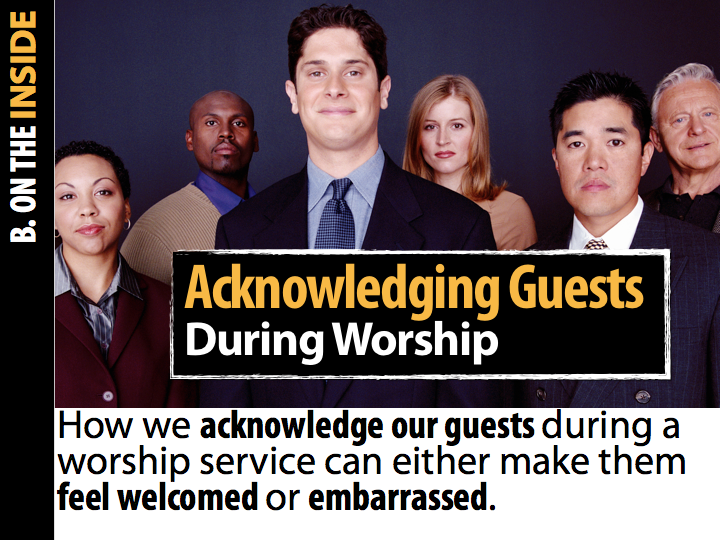 B. ON THE INSIDE
Acknowledging Guests
During Worship
How we acknowledge our guests during a
worship service can either make them
feel welcomed or embarrassed.